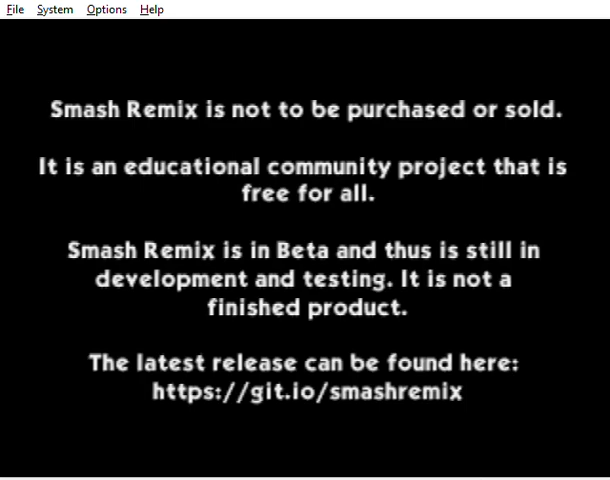 File System Options Help
Smash Remix is not to be purchased or sold.
It is an educational community project that is
free for all.
Smash Remix is in Beta and thus is still in
development and testing. It is not a
finished product.
The latest release can be found here:
https://git.io/smashremix